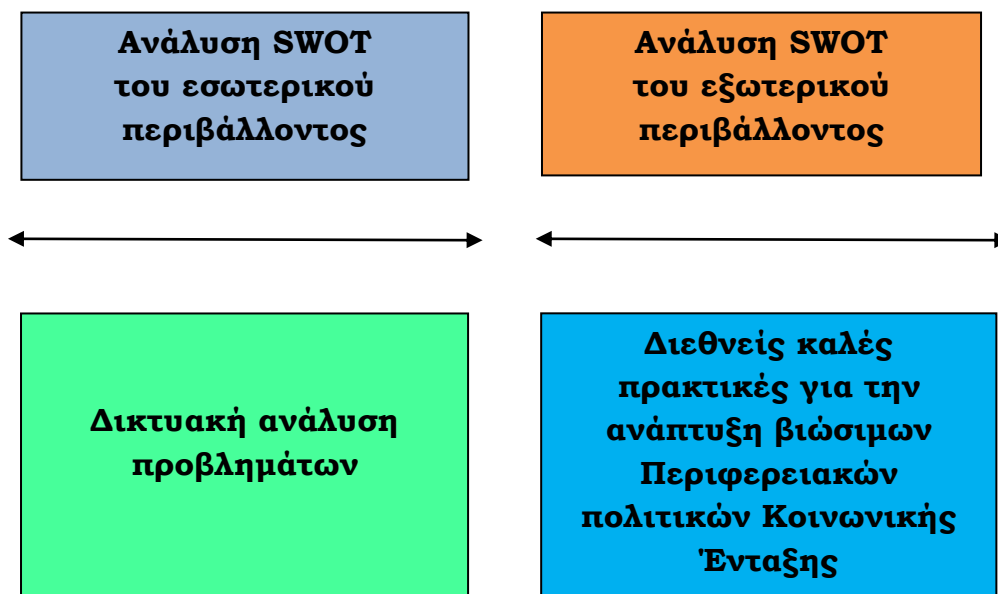 Ανάλυση SWOT
του εσωτερικού
περιβάλλοντος
Ανάλυση SWOT
του εξωτερικού
περιβάλλοντος
Δικτυακή ανάλυση
προβλημάτων
Διεθνείς καλές
πρακτικές για την
ανάπτυξη βιώσιμων
Περιφερειακών
πολιτικών Κοινωνικής
Ένταξης